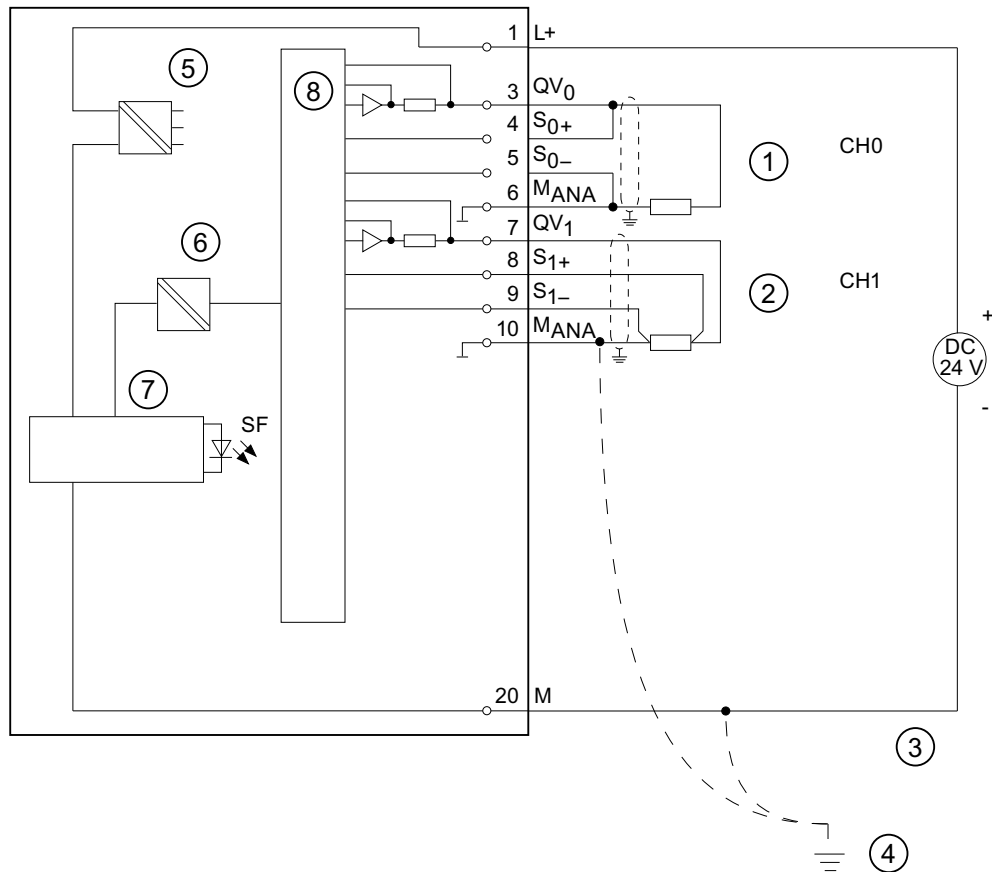 1 L+
5
8
3 QV0
4 S0+
1 CH0
5 S0–
6 MANA
7 QV1
6
8 S1+
2 CH1
9 S1–
10 MANA
+
DC
24 V
-
7
SF
20 M
3
4